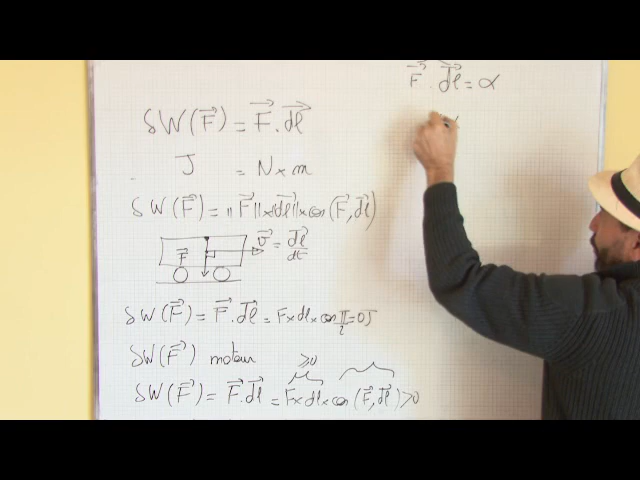 δW(F⃗) = F⃗ . dl⃗
J = N × m
δW(F⃗) = ‖F⃗‖×‖dl⃗‖×cos(F⃗, dl⃗)
F⃗ v⃗ = dl⃗/dt
δW(F⃗) = F⃗ . dl⃗ = F×dl×cos π/2 = 0J
δW(F⃗) moteur ≥0
δW(F⃗) = F⃗ . dl⃗ = F×dl×cos(F⃗, dl⃗) ≥0
F⃗ . dl⃗ = α